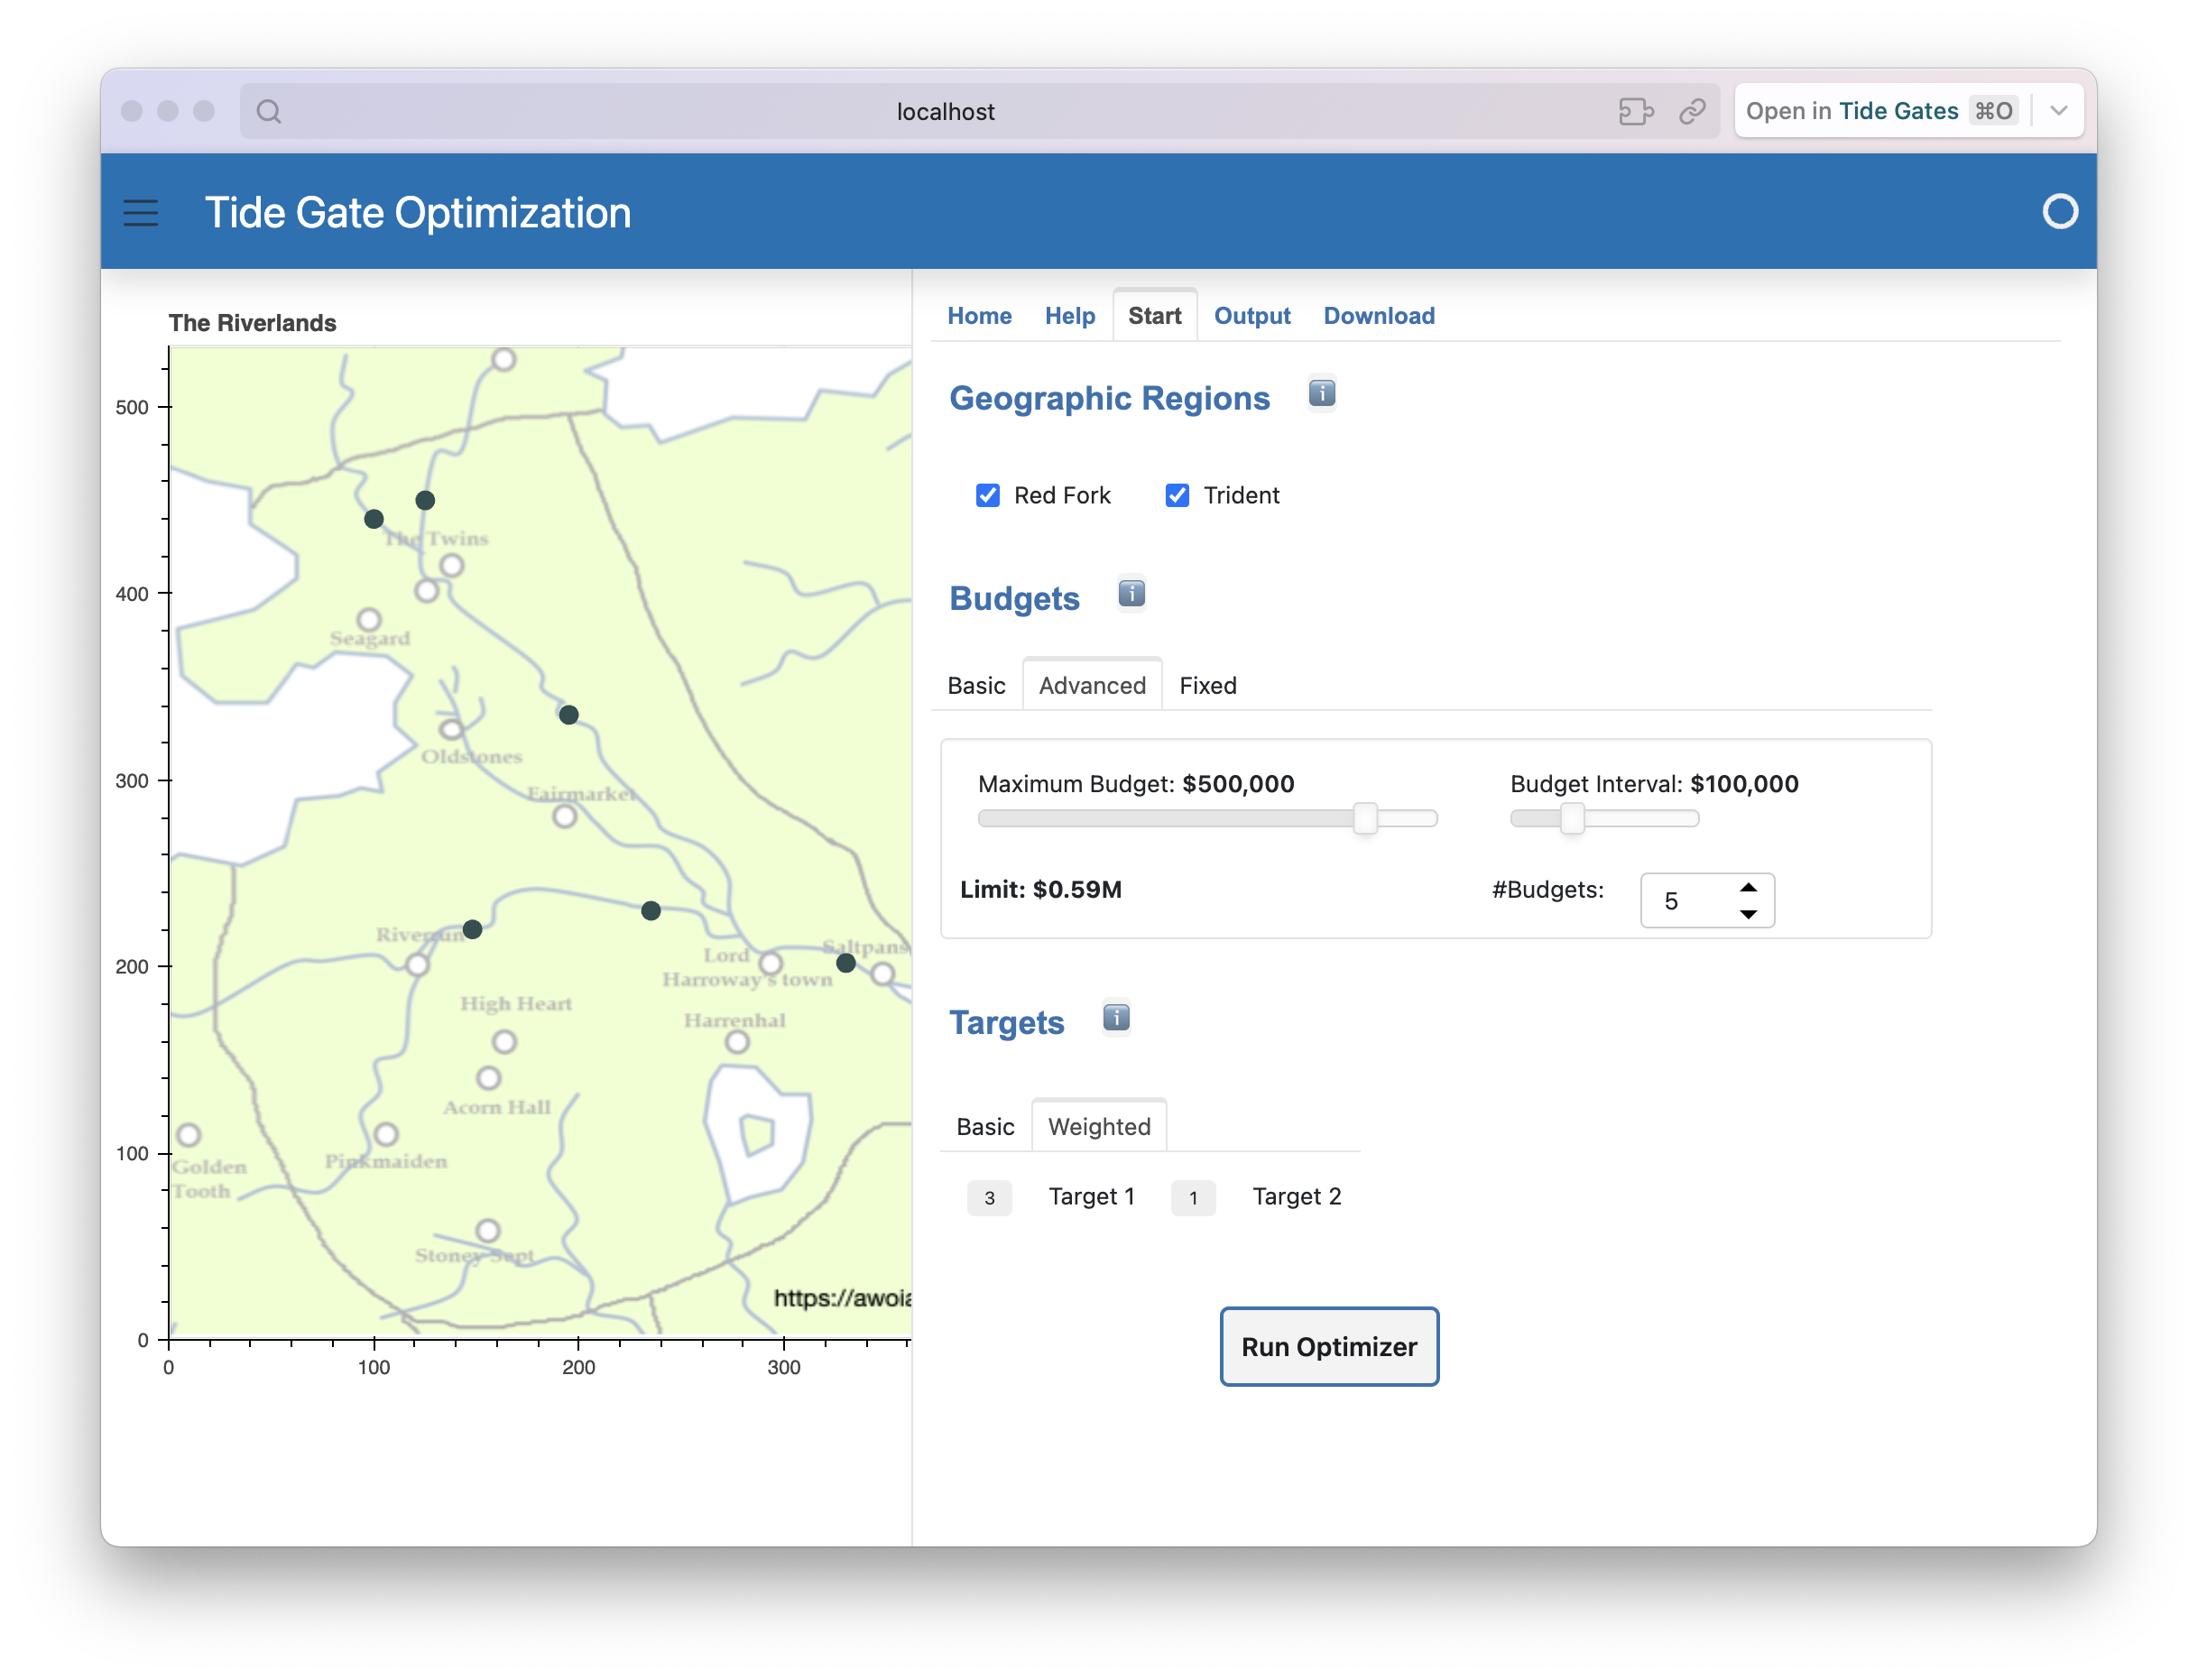 localhost
Open in Tide Gates ⌘O
Tide Gate Optimization
The Riverlands
500
400
300
200
100
0
0 100 200 300
The Twins
Seagard
Oldstones
Fairmarket
Riverrun
Lord
Harroway's town
Saltpans
High Heart
Harrenhal
Acorn Hall
Golden
Tooth
Pinkmaiden
Stoney Sept
https://awoia
Home Help Start Output Download
Geographic Regions
Red Fork Trident
Budgets
Basic Advanced Fixed
Maximum Budget: $500,000 Budget Interval: $100,000
Limit: $0.59M #Budgets: 5
Targets
Basic Weighted
3 Target 1 1 Target 2
Run Optimizer